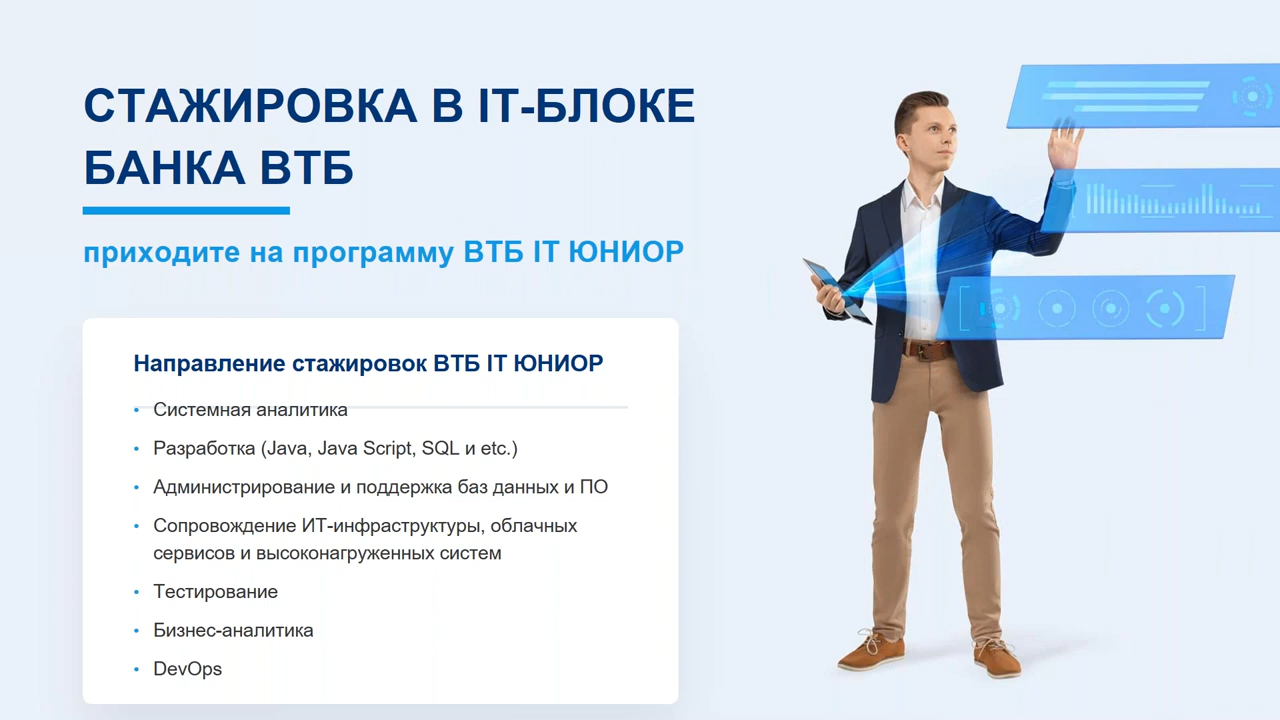 СТАЖИРОВКА В IT-БЛОКЕ
БАНКА ВТБ
приходите на программу ВТБ IT ЮНИОР
Направление стажировок ВТБ IT ЮНИОР
• Системная аналитика
• Разработка (Java, Java Script, SQL и etc.)
• Администрирование и поддержка баз данных и ПО
• Сопровождение ИТ-инфраструктуры, облачных
сервисов и высоконагруженных систем
• Тестирование
• Бизнес-аналитика
• DevOps